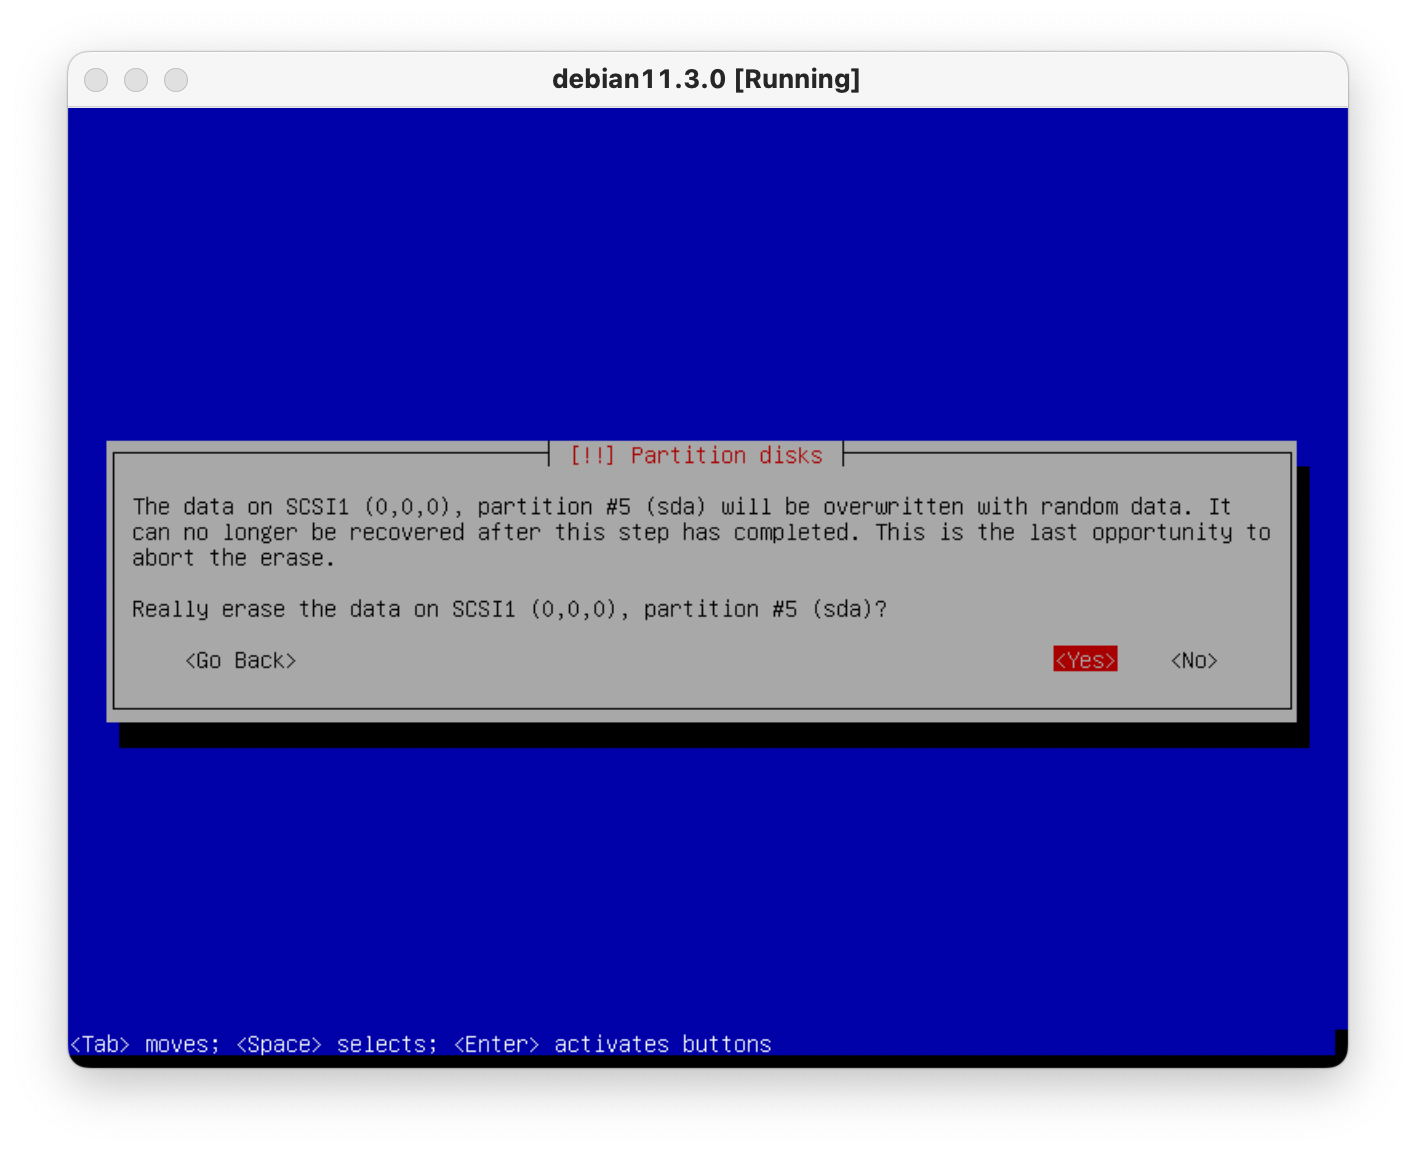 debian11.3.0 [Running]
[!!] Partition disks
The data on SCSI1 (0,0,0), partition #5 (sda) will be overwritten with random data. It
can no longer be recovered after this step has completed. This is the last opportunity to
abort the erase.
Really erase the data on SCSI1 (0,0,0), partition #5 (sda)?
<Go Back> <Yes> <No>
<Tab> moves; <Space> selects; <Enter> activates buttons